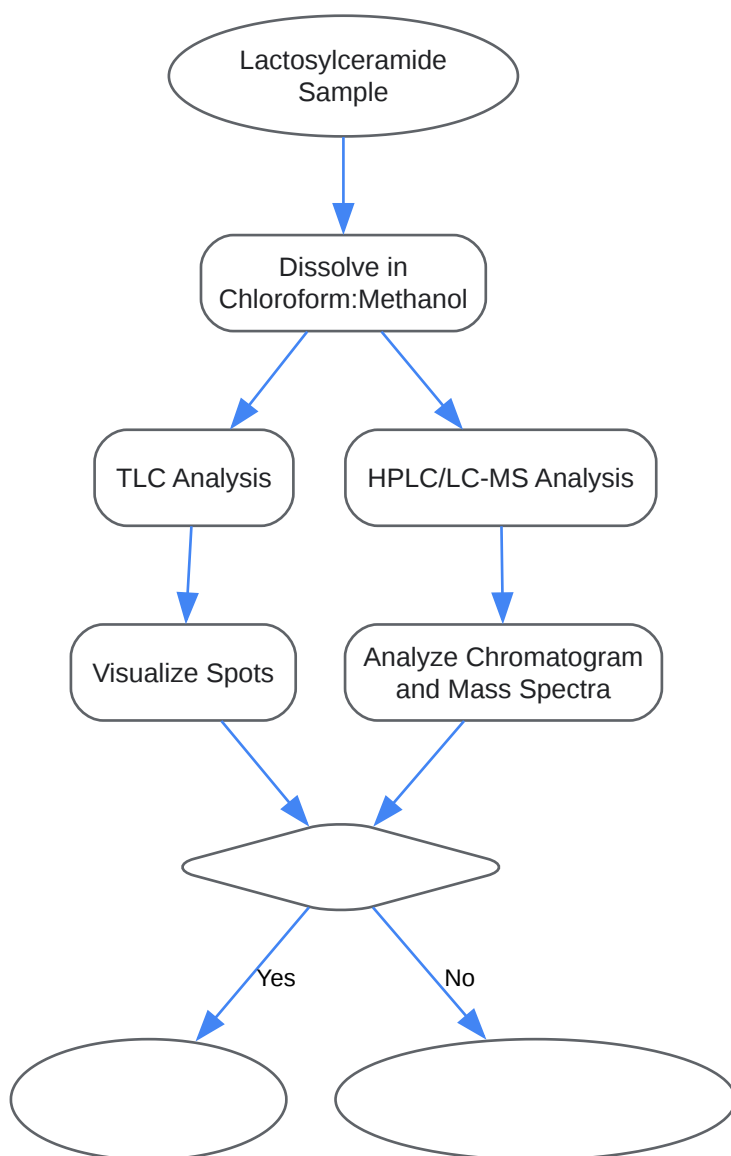 Lactosylceramide
Sample
Dissolve in
Chloroform:Methanol
TLC Analysis
HPLC/LC-MS Analysis
Visualize Spots
Analyze Chromatogram
and Mass Spectra
Yes
No